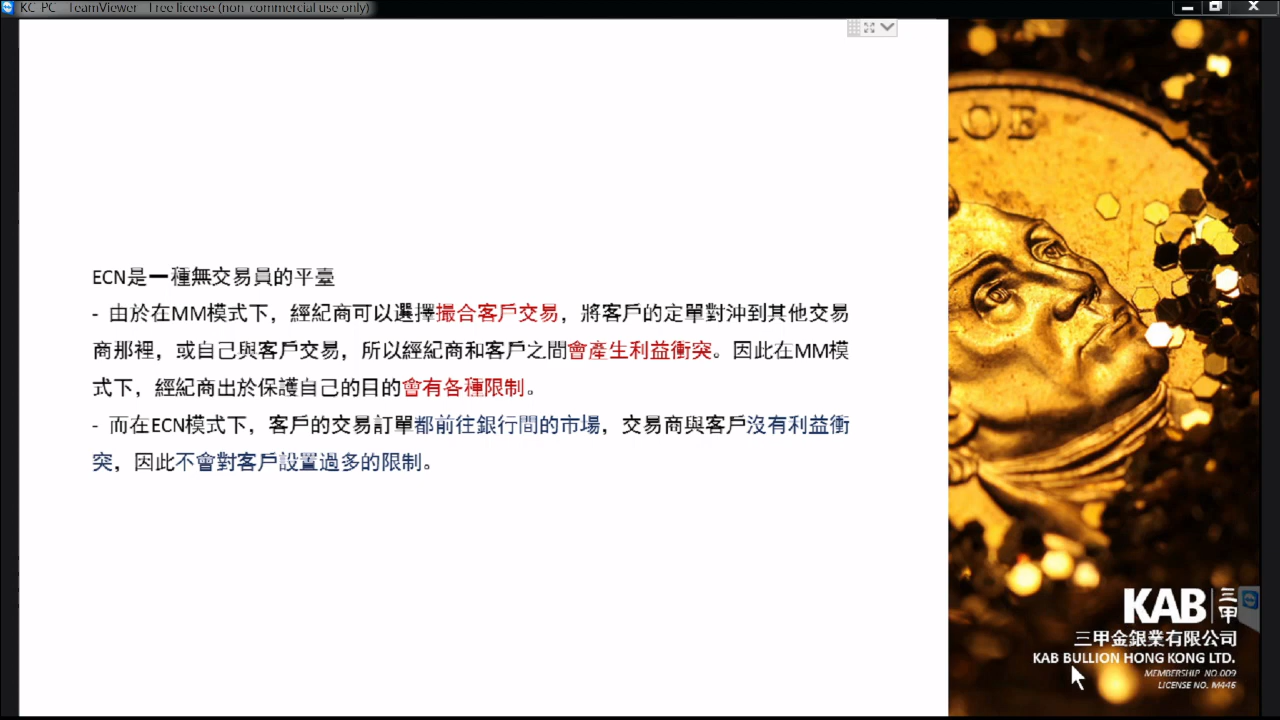 KC-PC - TeamViewer - Free license (non-commercial use only)
ECN是一種無交易員的平臺
- 由於在MM模式下，經紀商可以選擇撮合客戶交易，將客戶的定單對沖到其他交易
商那裡，或自己與客戶交易，所以經紀商和客戶之間會產生利益衝突。因此在MM模
式下，經紀商出於保護自己的目的會有各種限制。
- 而在ECN模式下，客戶的交易訂單都前往銀行間的市場，交易商與客戶沒有利益衝
突，因此不會對客戶設置過多的限制。
OE
KAB 三甲
三甲金銀業有限公司
KAB BULLION HONG KONG LTD.
MEMBERSHIP NO.009
LICENSE NO. M446